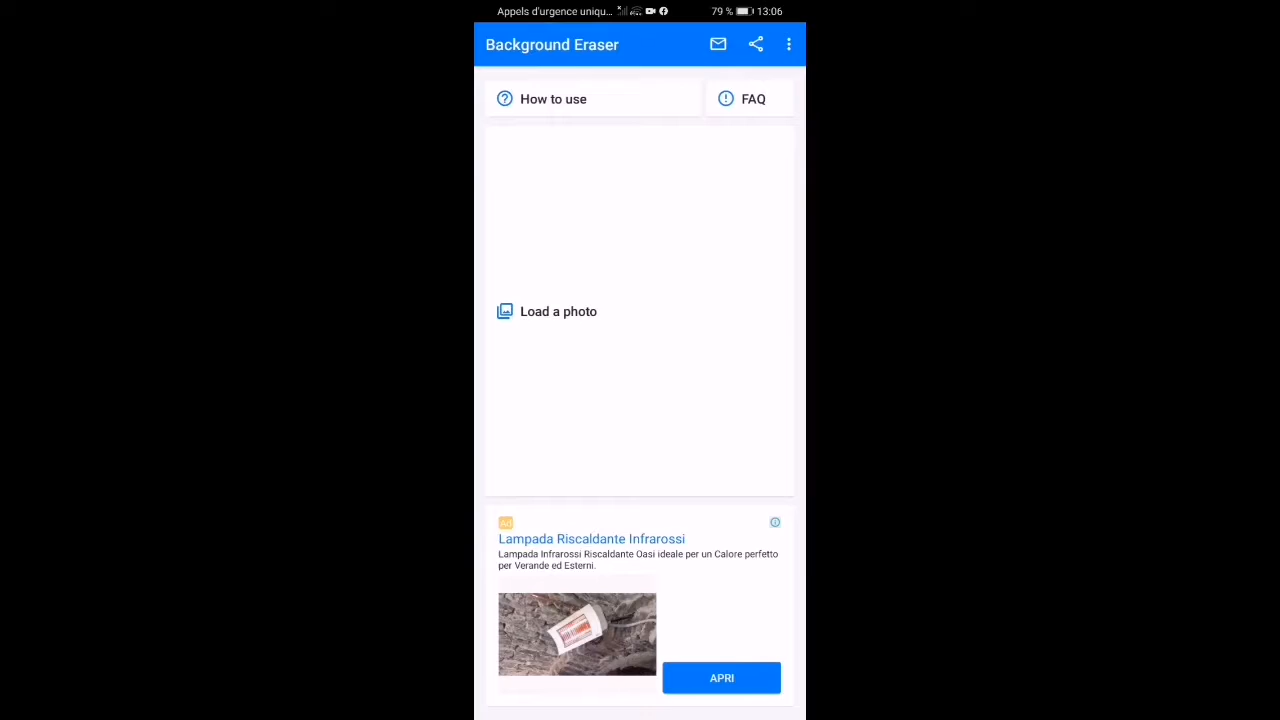 Appels d'urgence uniqu... 79 % 13:06
Background Eraser
How to use FAQ
Load a photo
Ad
Lampada Riscaldante Infrarossi
Lampada Infrarossi Riscaldante Oasi ideale per un Calore perfetto
per Verande ed Esterni.
APRI